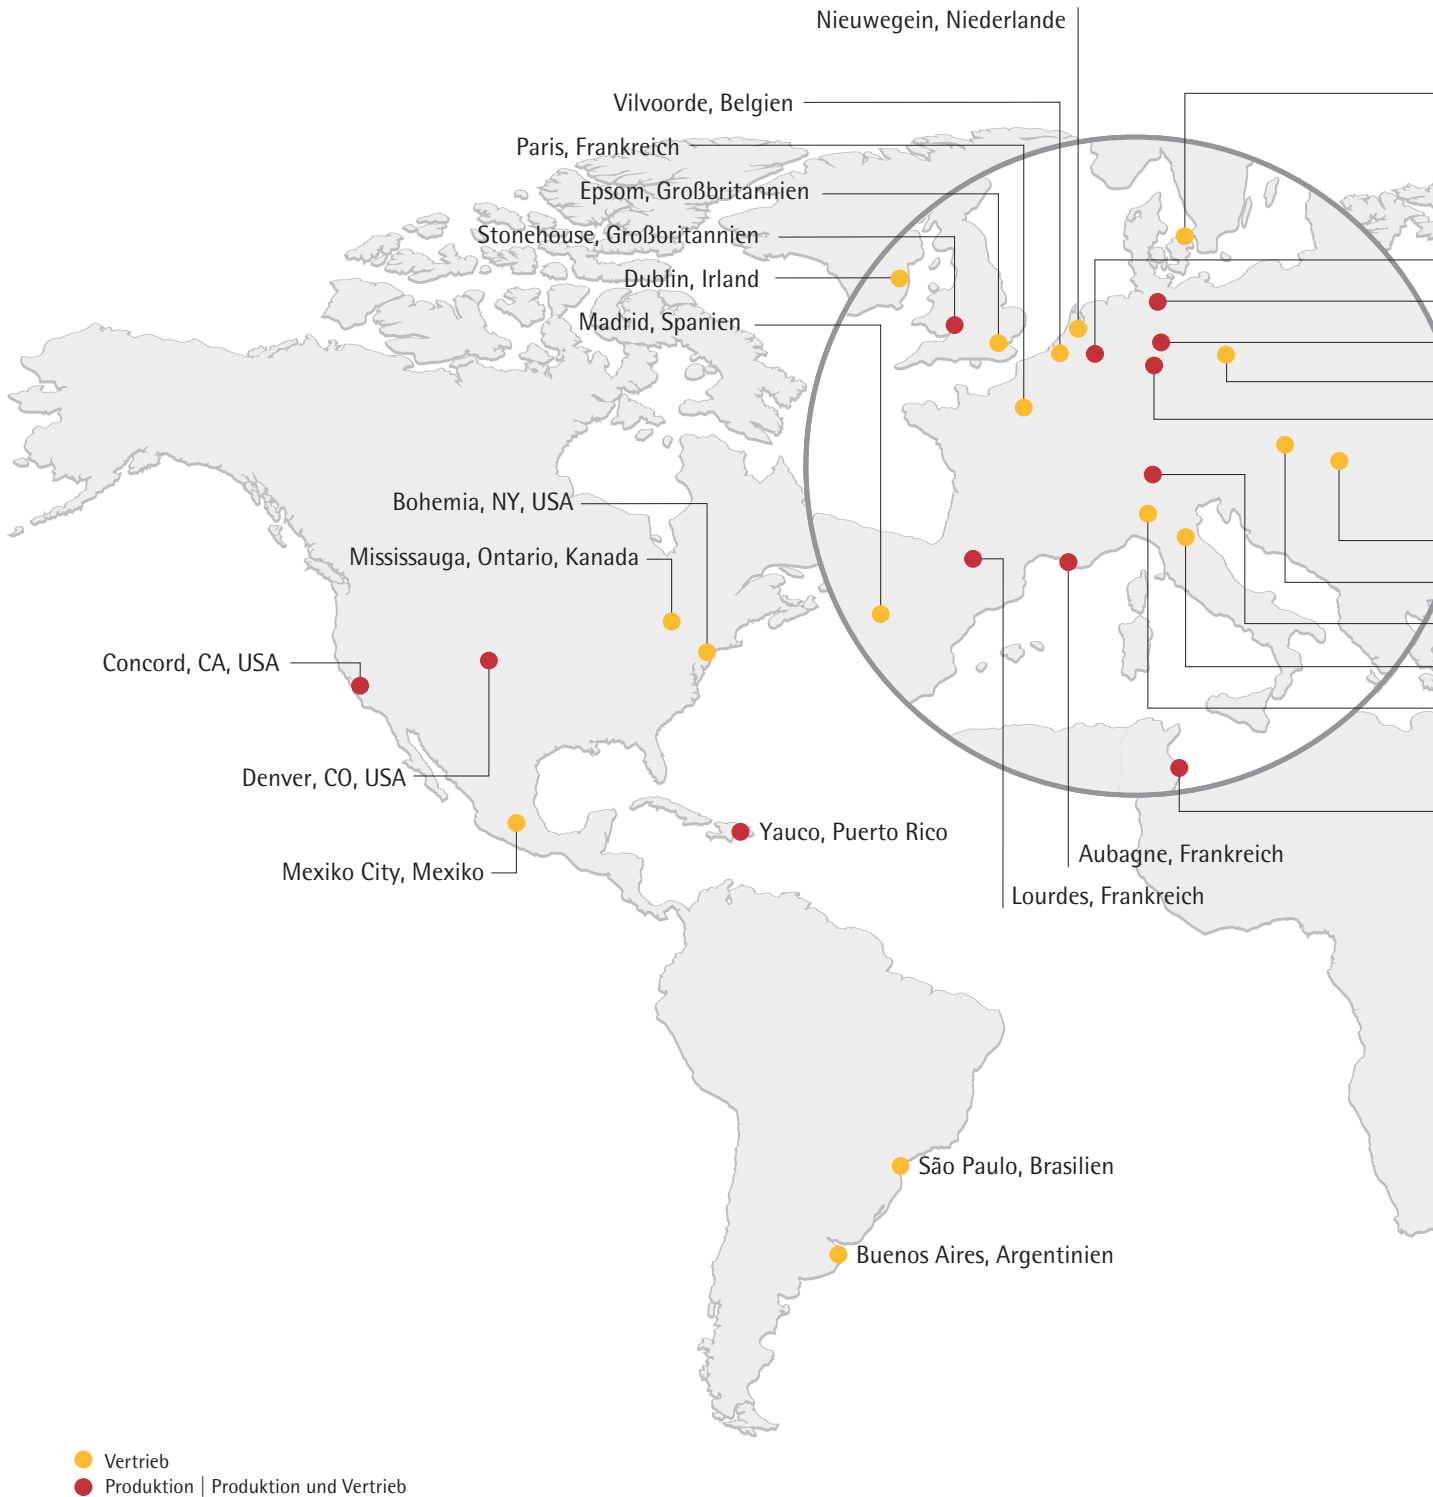 Nieuwegein, Niederlande
Vilvoorde, Belgien
Paris, Frankreich
Epsom, Großbritannien
Stonehouse, Großbritannien
Dublin, Irland
Madrid, Spanien
Bohemia, NY, USA
Mississauga, Ontario, Kanada
Concord, CA, USA
Denver, CO, USA
Yauco, Puerto Rico
Mexiko City, Mexiko
Aubagne, Frankreich
Lourdes, Frankreich
São Paulo, Brasilien
Buenos Aires, Argentinien
Vertrieb
Produktion | Produktion und Vertrieb